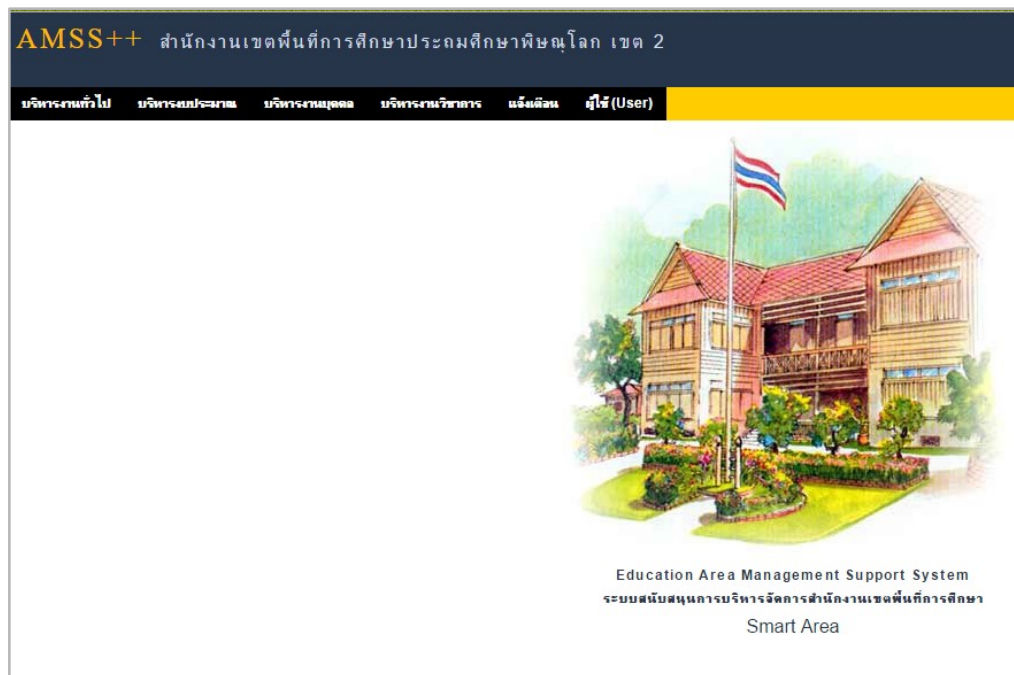 AMSS++ สำนักงานเขตพื้นที่การศึกษาประถมศึกษาพิษณุโลก เขต 2
บริหารงานทั่วไป บริหารงบประมาณ บริหารงานบุคคล บริหารงานวิชาการ แจ้งเตือน ผู้ใช้ (User)
Education Area Management Support System
ระบบสนับสนุนการบริหารจัดการสำนักงานเขตพื้นที่การศึกษา
Smart Area